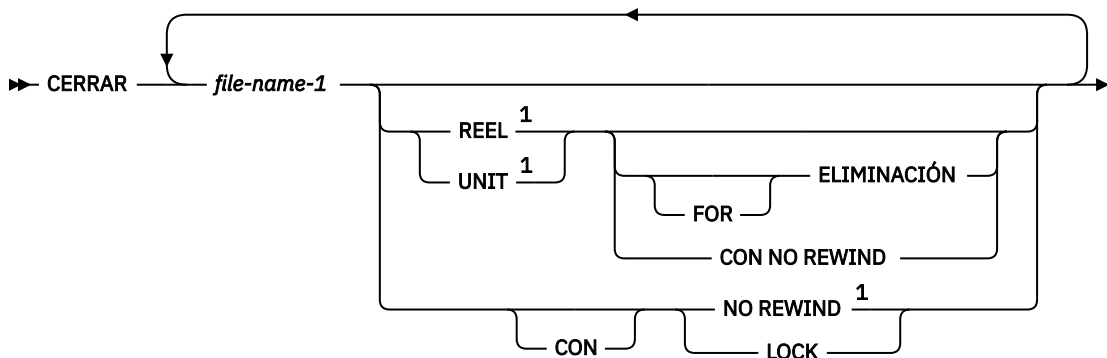 CERRAR file-name-1
REEL 1
UNIT 1
ELIMINACIÓN
FOR
CON NO REWIND
NO REWIND 1
CON
LOCK